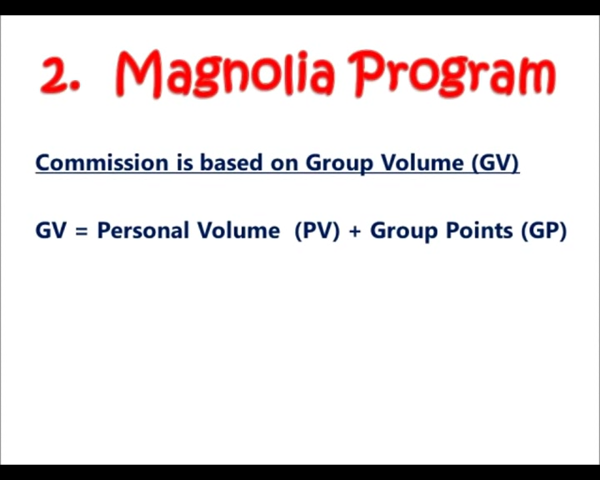 2. Magnolia Program
Commission is based on Group Volume (GV)
GV = Personal Volume (PV) + Group Points (GP)